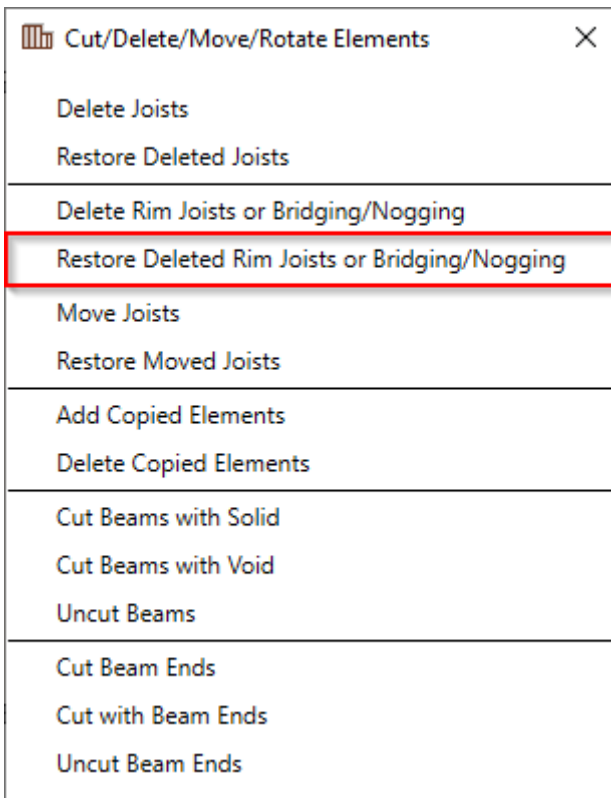 Cut/Delete/Move/Rotate Elements
Delete Joists
Restore Deleted Joists
Delete Rim Joists or Bridging/Nogging
Restore Deleted Rim Joists or Bridging/Nogging
Move Joists
Restore Moved Joists
Add Copied Elements
Delete Copied Elements
Cut Beams with Solid
Cut Beams with Void
Uncut Beams
Cut Beam Ends
Cut with Beam Ends
Uncut Beam Ends